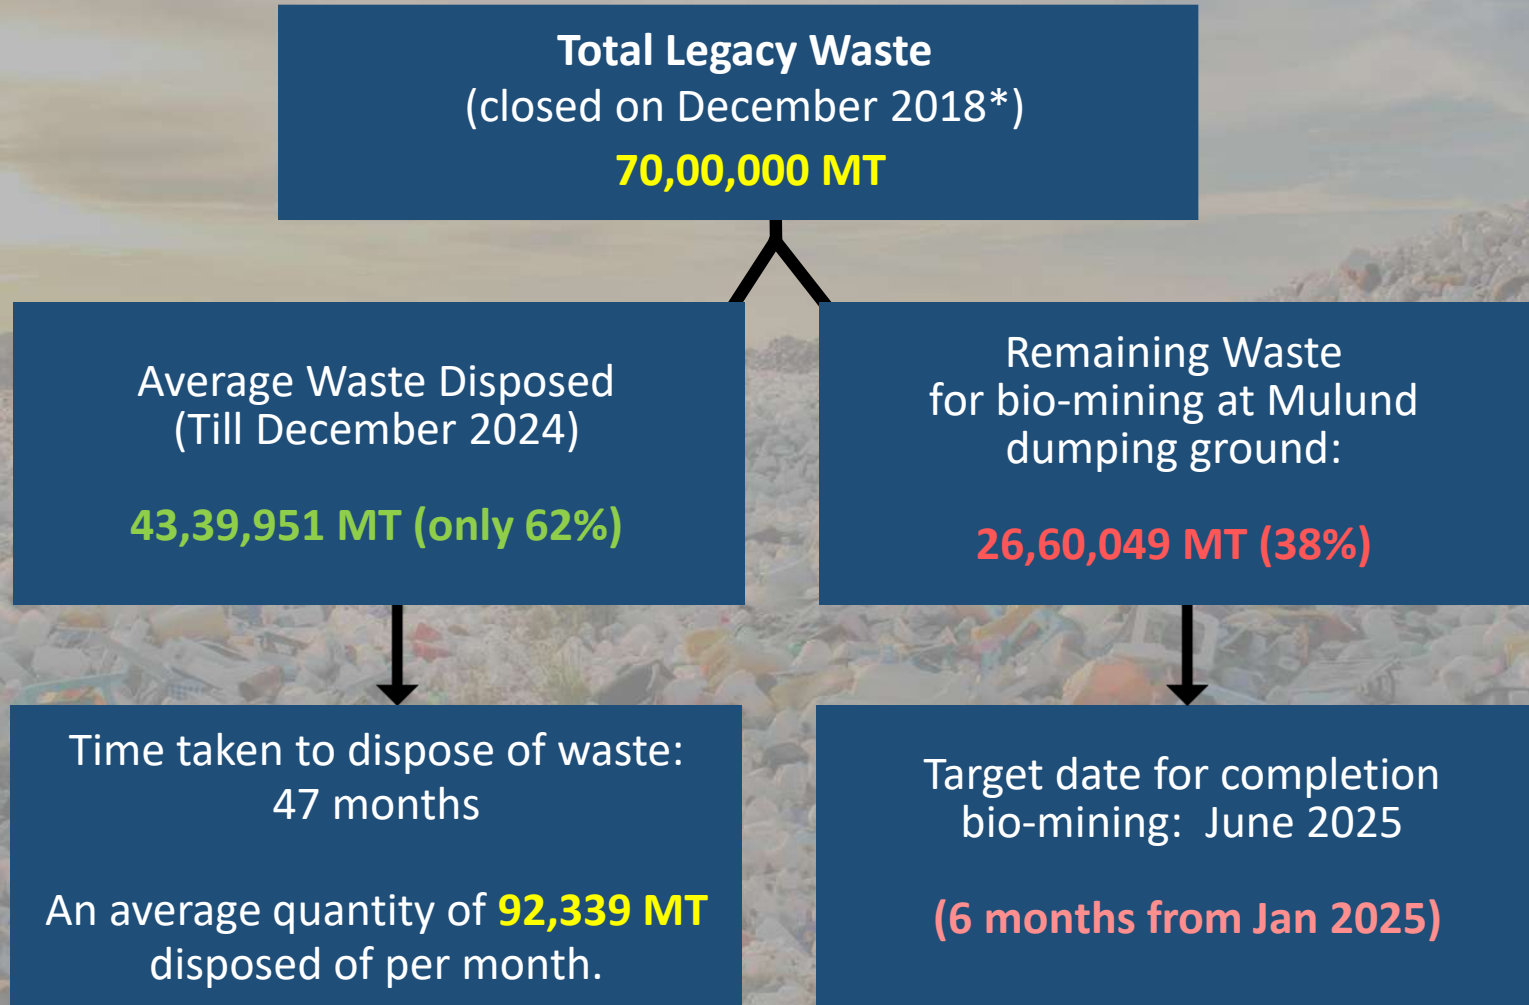 Total Legacy Waste
(closed on December 2018*)
70,00,000 MT
Average Waste Disposed
(Till December 2024)
43,39,951 MT (only 62%)
Remaining Waste
for bio-mining at Mulund
dumping ground:
26,60,049 MT (38%)
Time taken to dispose of waste:
47 months
An average quantity of 92,339 MT
disposed of per month.
Target date for completion
bio-mining: June 2025
(6 months from Jan 2025)